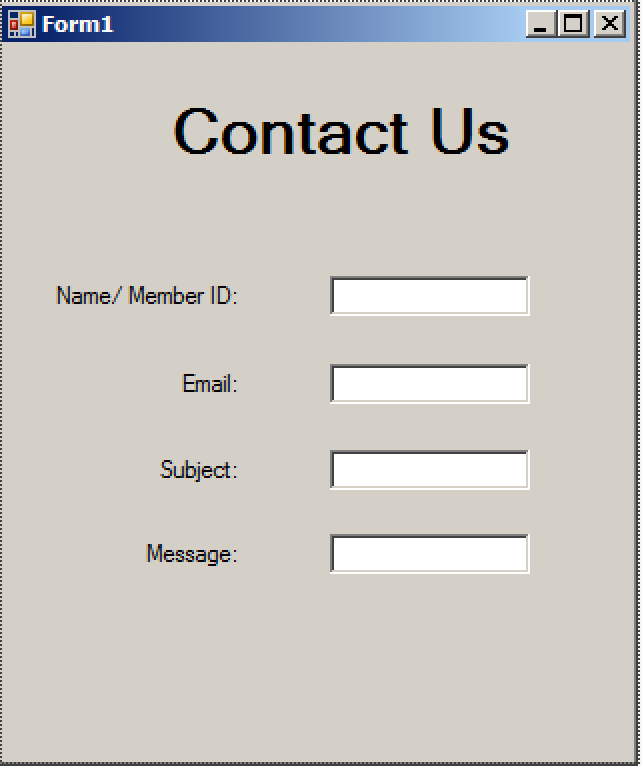 Form1
Contact Us
Name/ Member ID:
Email:
Subject:
Message: